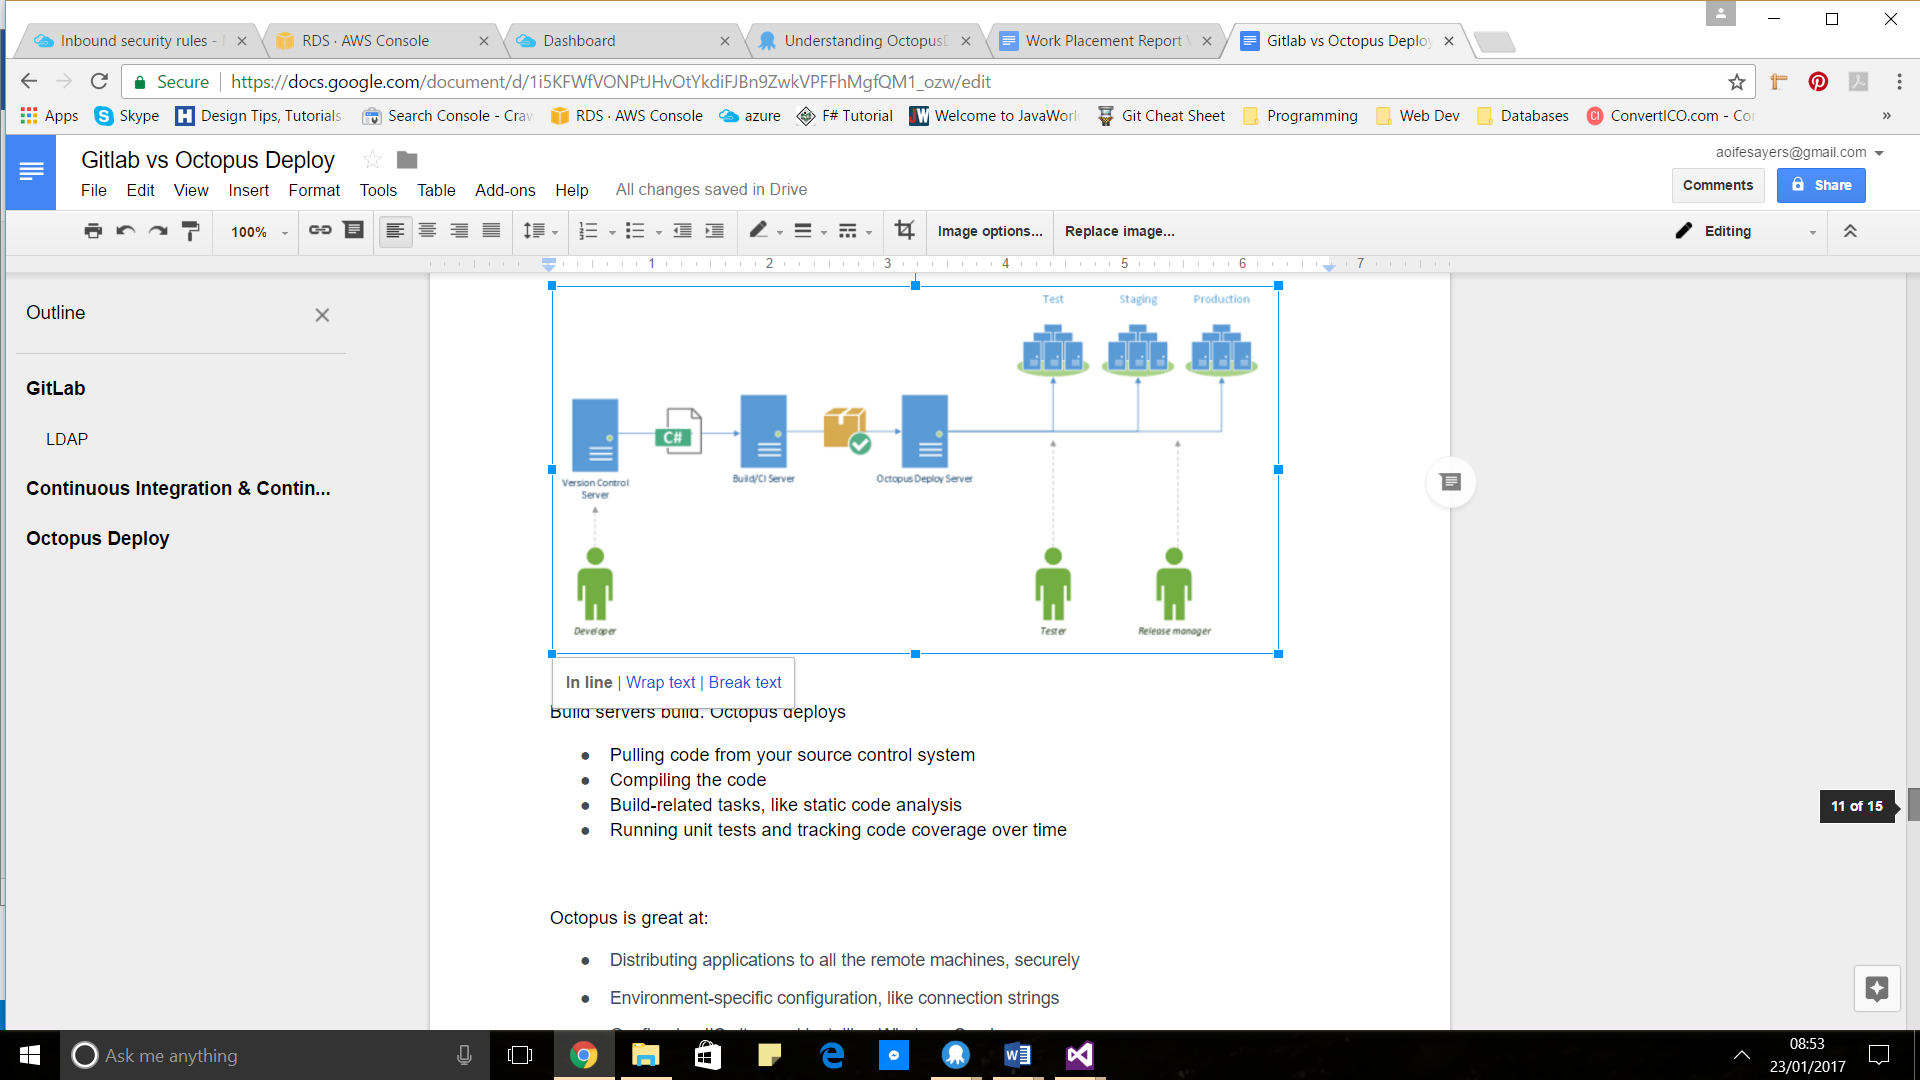 Inbound security rules -
RDS · AWS Console
Dashboard
Understanding Octopus
Work Placement Report
Gitlab vs Octopus Deploy
Secure
https://docs.google.com/document/d/1i5KFWfVONPtJHvOtYkdiFJBn9ZwkVPFFhMgfQM1_ozw/edit
Apps
Skype
Design Tips, Tutorials
Search Console - Craw
RDS · AWS Console
azure
F# Tutorial
Welcome to JavaWorl
Git Cheat Sheet
Programming
Web Dev
Databases
ConvertICO.com - Con
»
Gitlab vs Octopus Deploy
aoifesayers@gmail.com
File Edit View Insert Format Tools Table Add-ons Help
All changes saved in Drive
Comments
Share
100%
Image options...
Replace image...
Editing
1 2 3 4 5 6 7
Outline
GitLab
LDAP
Continuous Integration & Contin...
Octopus Deploy
Test
Staging
Production
C#
Version Control
Server
Build/CI Server
Octopus Deploy Server
Developer
Tester
Release manager
In line | Wrap text | Break text
Build servers build. Octopus deploys
● Pulling code from your source control system
● Compiling the code
● Build-related tasks, like static code analysis
● Running unit tests and tracking code coverage over time
11 of 15
Octopus is great at:
● Distributing applications to all the remote machines, securely
● Environment-specific configuration, like connection strings
Ask me anything
08:53
23/01/2017